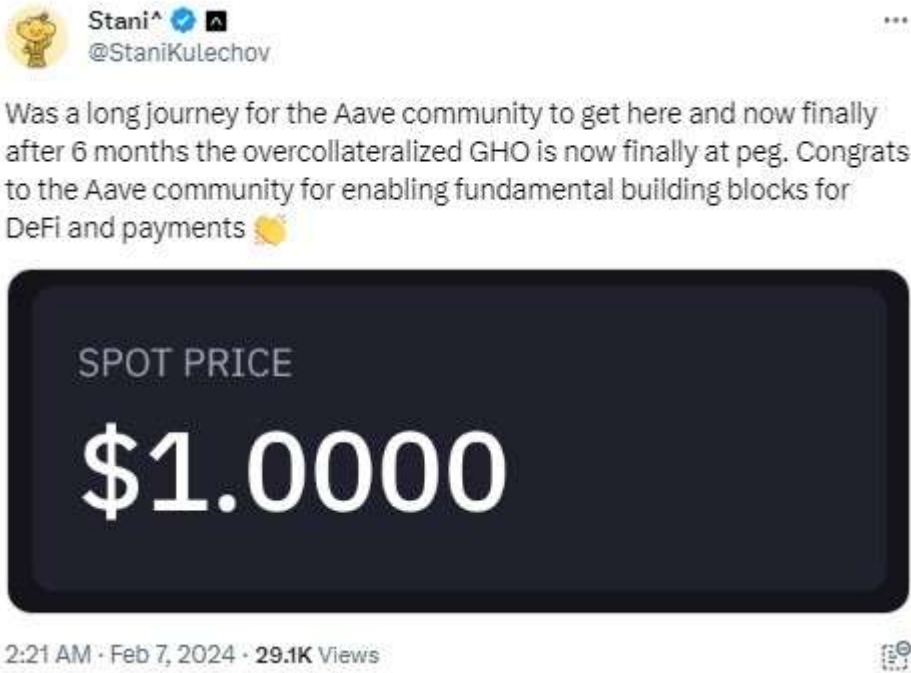 Stani^
@StaniKulechov
Was a long journey for the Aave community to get here and now finally
after 6 months the overcollateralized GHO is now finally at peg. Congrats
to the Aave community for enabling fundamental building blocks for
DeFi and payments 👏
SPOT PRICE
$1.0000
2:21 AM · Feb 7, 2024 · 29.1K Views